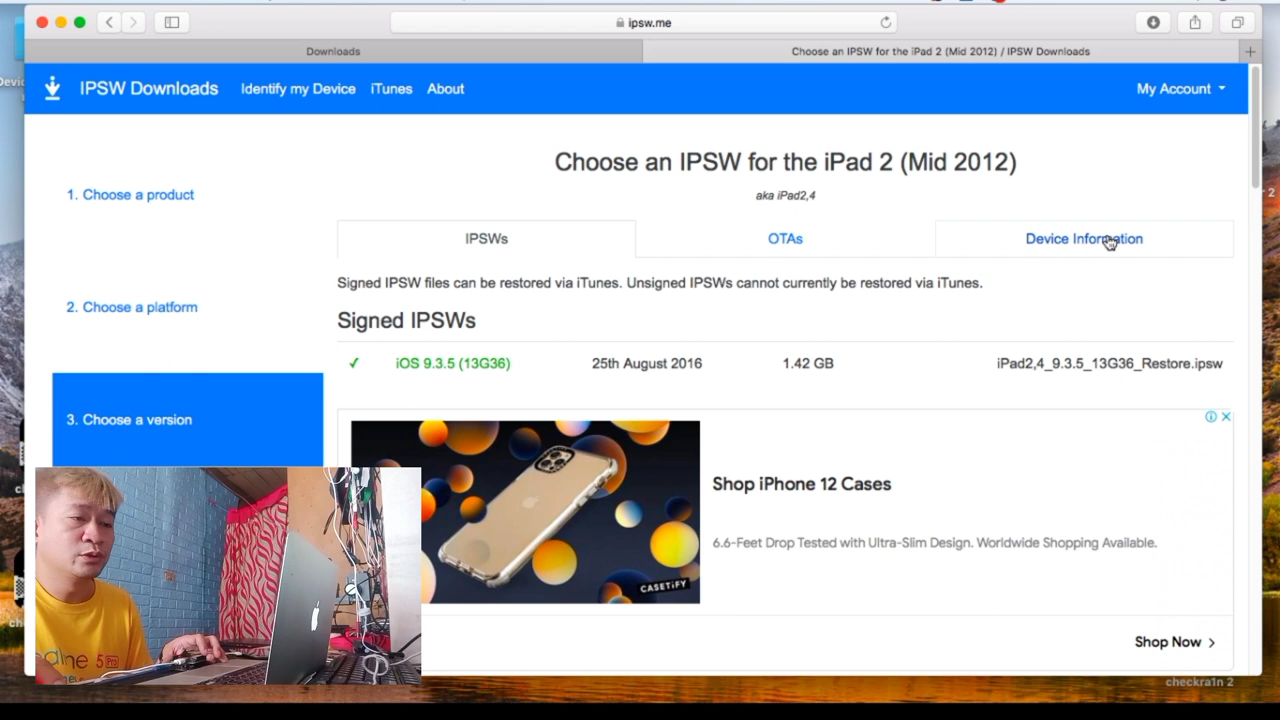 ipsw.me
Downloads
Choose an IPSW for the iPad 2 (Mid 2012) / IPSW Downloads
IPSW Downloads
Identify my Device
iTunes
About
My Account
Choose an IPSW for the iPad 2 (Mid 2012)
aka iPad2,4
1. Choose a product
2. Choose a platform
3. Choose a version
IPSWs
OTAs
Device Information
Signed IPSW files can be restored via iTunes. Unsigned IPSWs cannot currently be restored via iTunes.
Signed IPSWs
✓ iOS 9.3.5 (13G36) 25th August 2016 1.42 GB iPad2,4_9.3.5_13G36_Restore.ipsw
CASETiFY
Shop iPhone 12 Cases
6.6-Feet Drop Tested with Ultra-Slim Design. Worldwide Shopping Available.
Shop Now
5 Pro
checkra1n 2